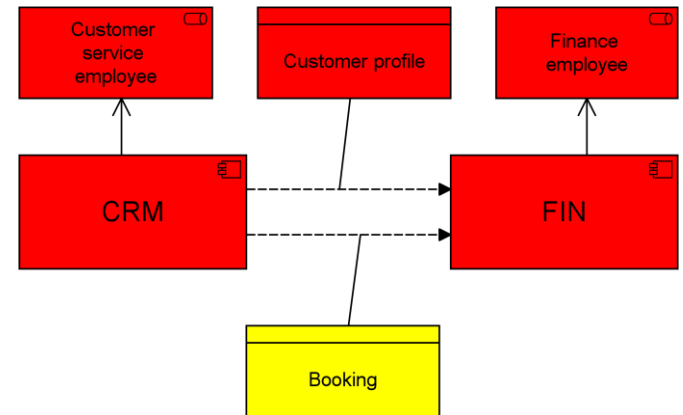 Customer
service
employee
Customer profile
Finance
employee
CRM
FIN
Booking